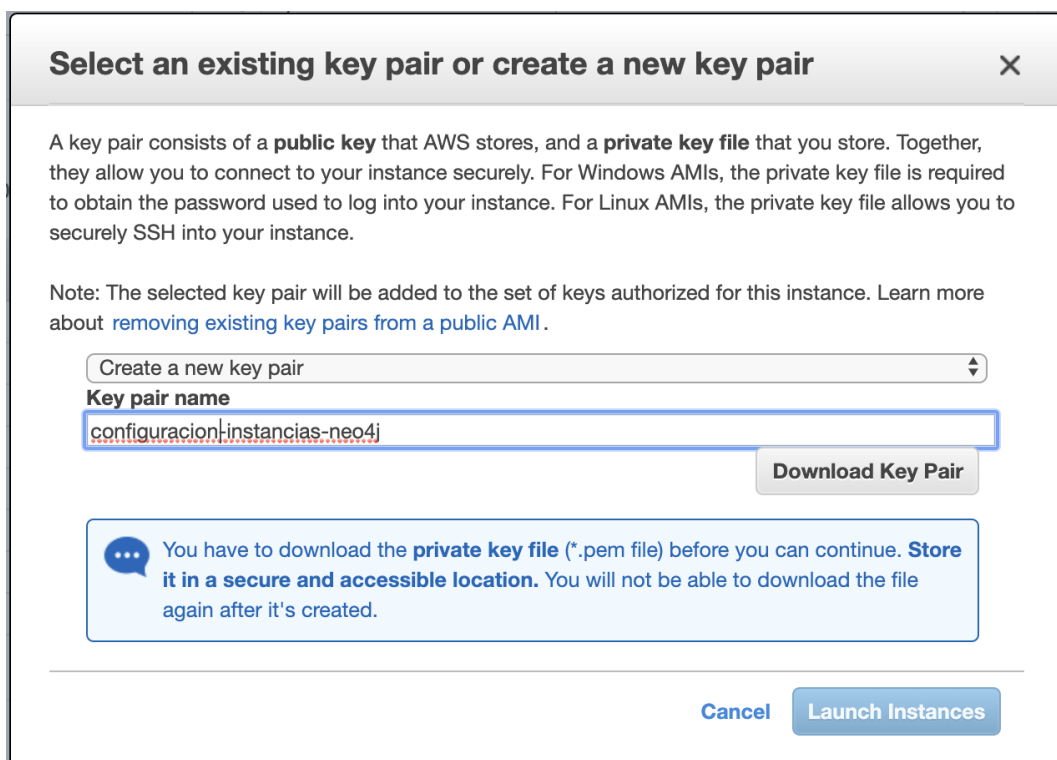 Select an existing key pair or create a new key pair
A key pair consists of a public key that AWS stores, and a private key file that you store. Together,
they allow you to connect to your instance securely. For Windows AMIs, the private key file is required
to obtain the password used to log into your instance. For Linux AMIs, the private key file allows you to
securely SSH into your instance.
Note: The selected key pair will be added to the set of keys authorized for this instance. Learn more
about removing existing key pairs from a public AMI.
Create a new key pair
Key pair name
configuracion-instancias-neo4j
Download Key Pair
You have to download the private key file (*.pem file) before you can continue. Store
it in a secure and accessible location. You will not be able to download the file
again after it's created.
Cancel Launch Instances